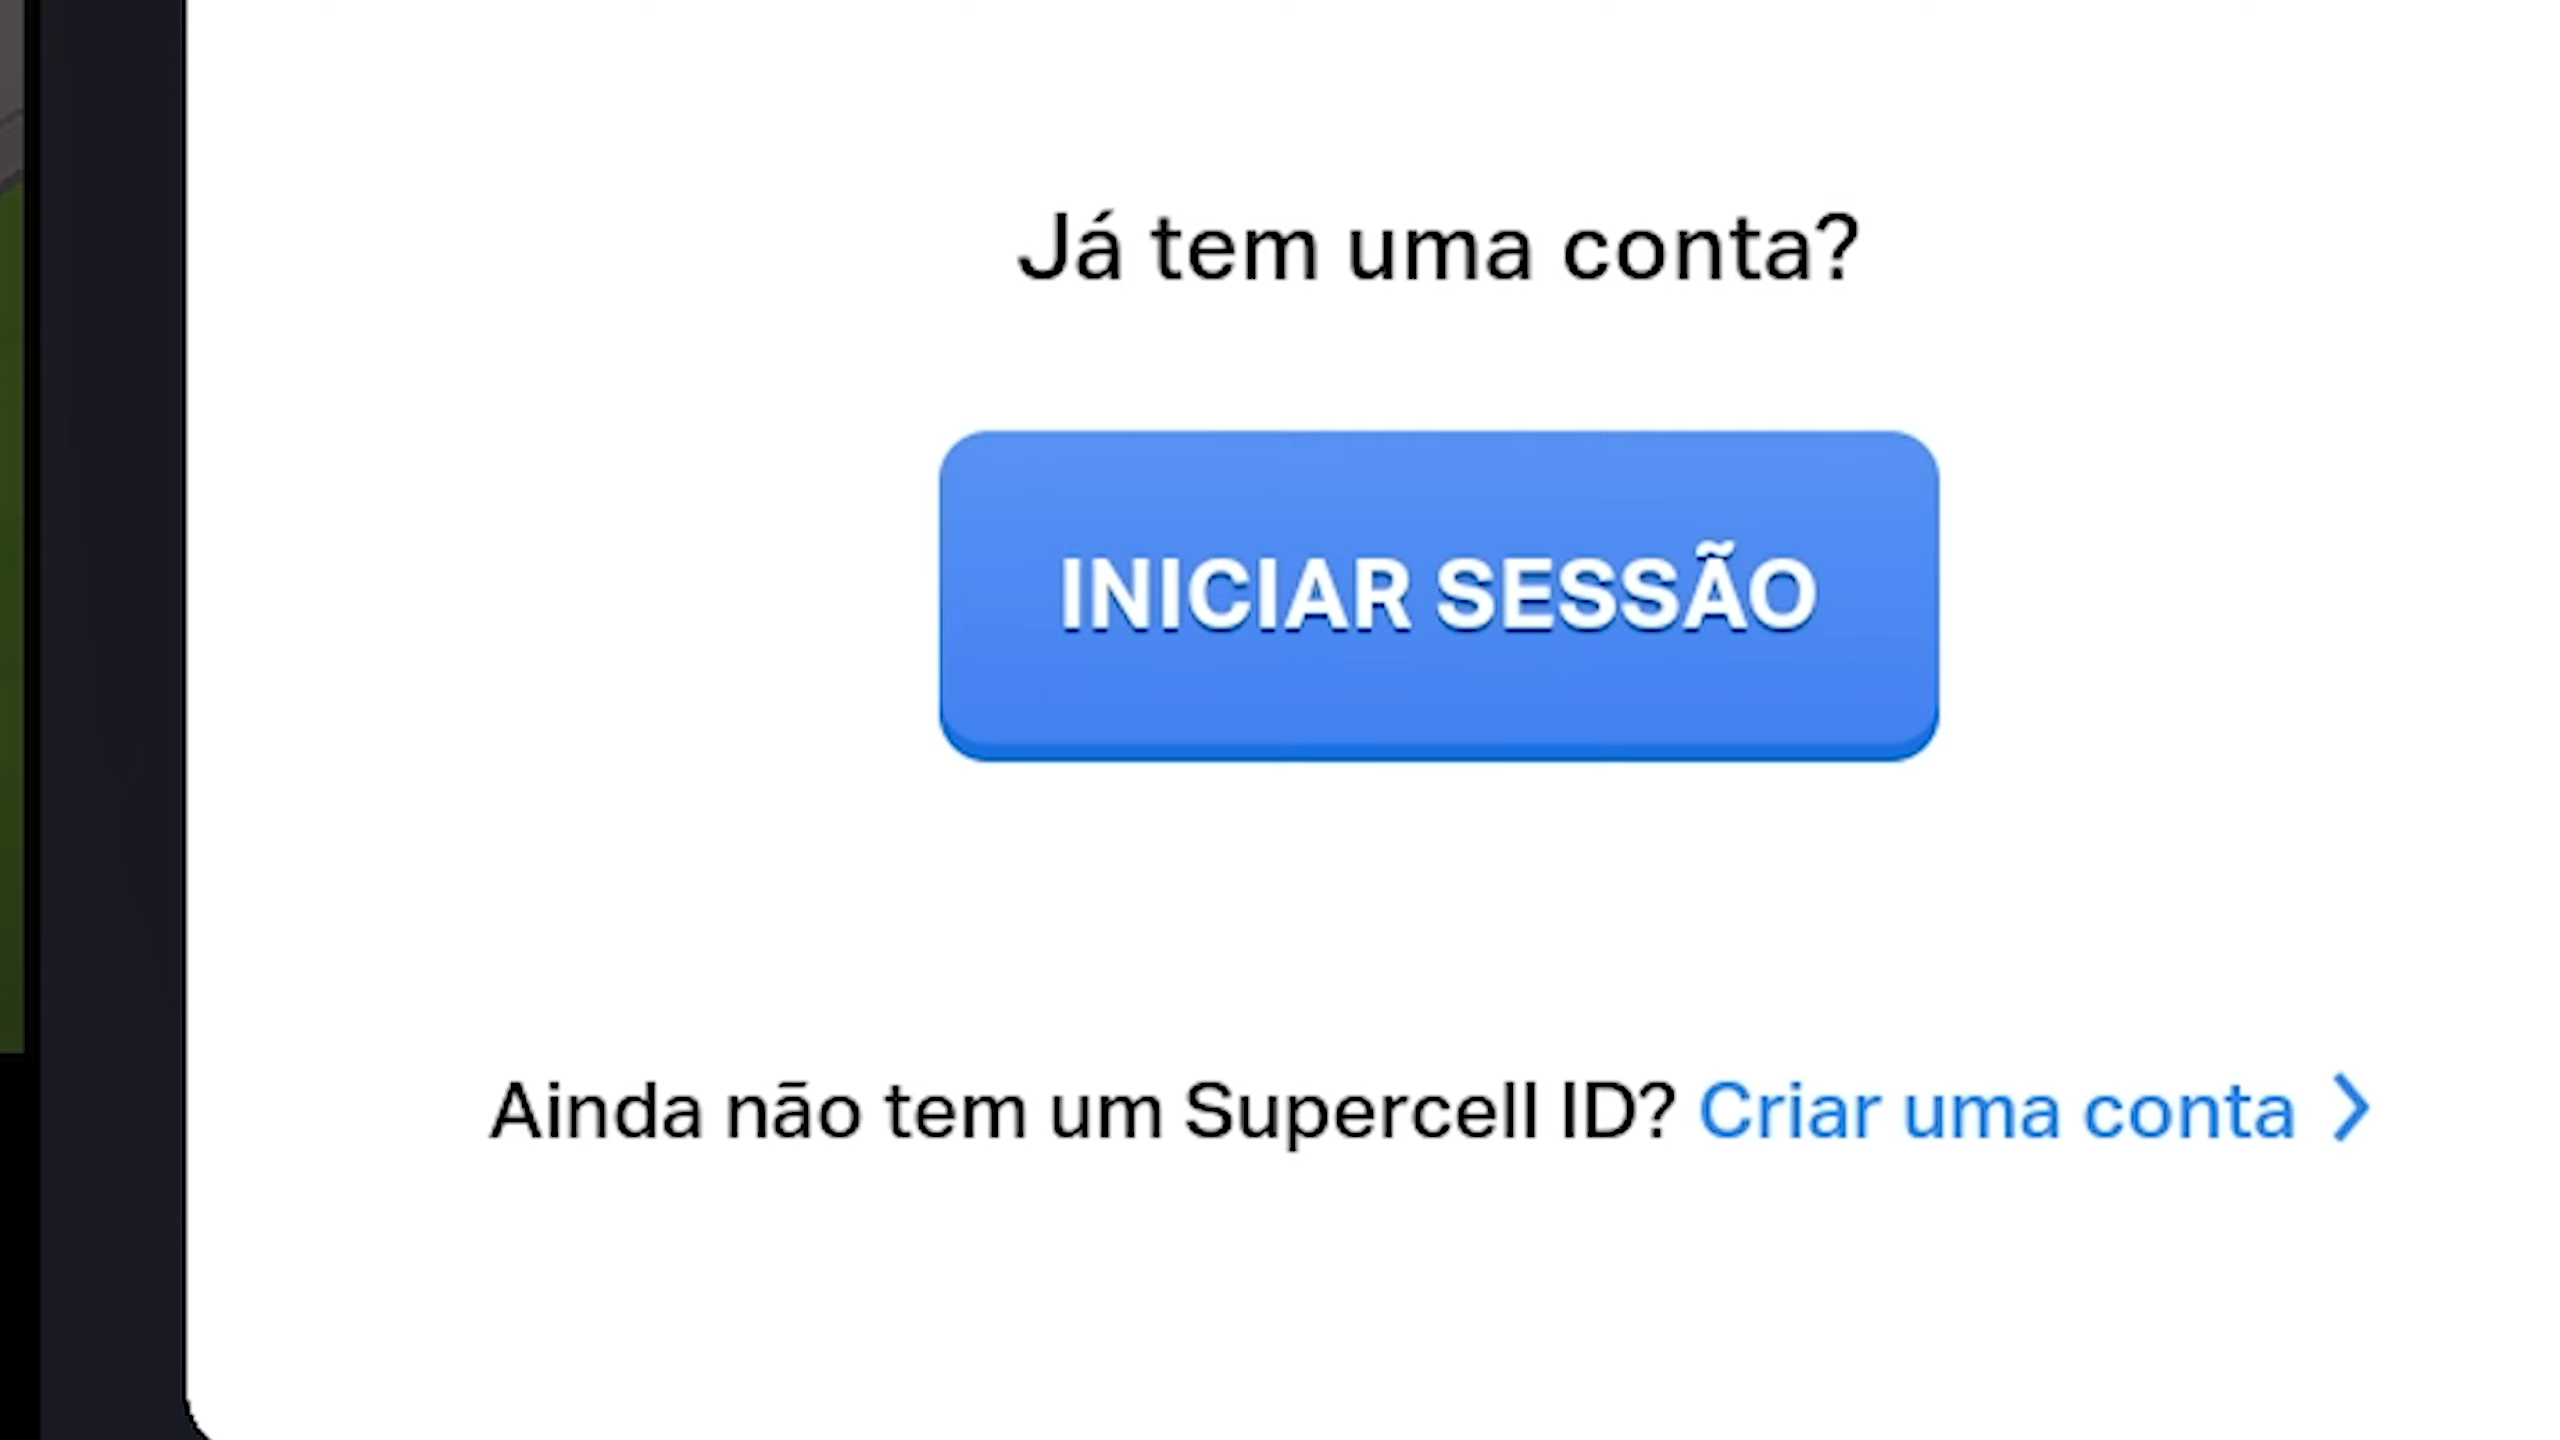 Já tem uma conta?
INICIAR SESSÃO
Ainda não tem um Supercell ID? Criar uma conta